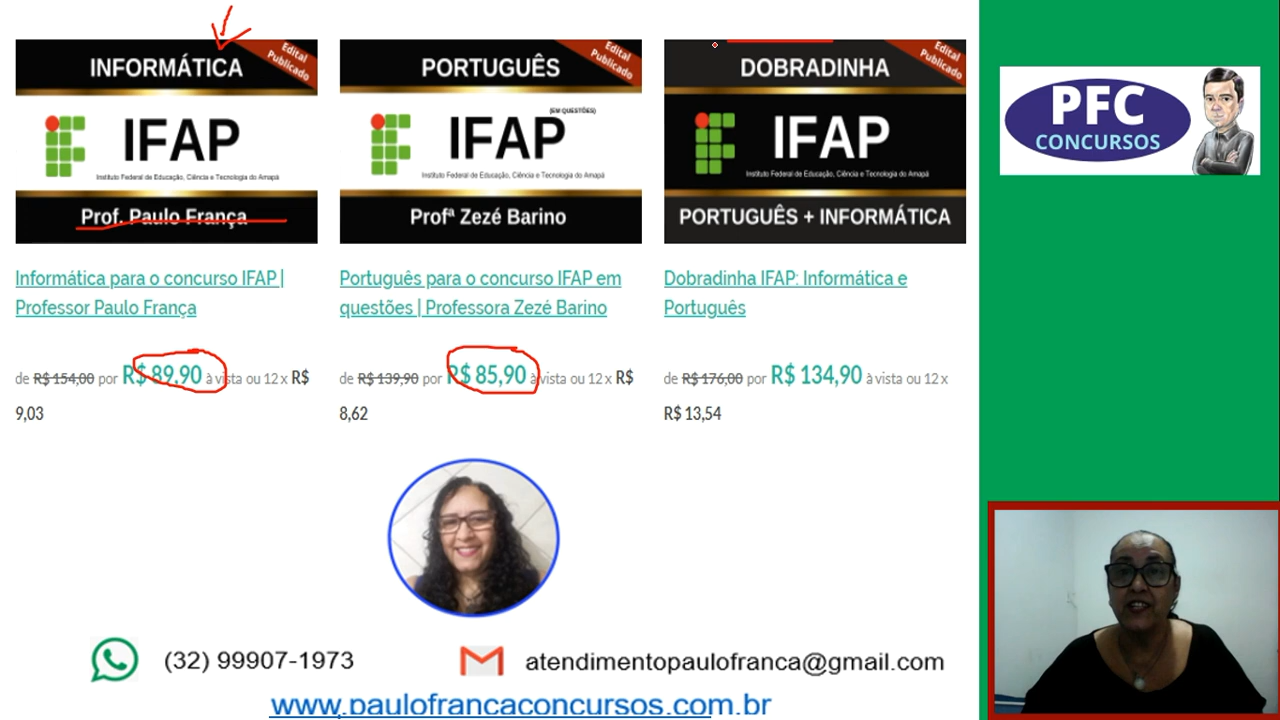 INFORMÁTICA
Edital
Publicado
IFAP
Instituto Federal de Educação, Ciência e Tecnologia do Amapá
Prof. Paulo França
Informática para o concurso IFAP |
Professor Paulo França
de R$ 154,00 por R$ 89,90 à vista ou 12 x R$
9,03
PORTUGUÊS
Edital
Publicado
(EM QUESTÕES)
IFAP
Instituto Federal de Educação, Ciência e Tecnologia do Amapá
Profª Zezé Barino
Português para o concurso IFAP em
questões | Professora Zezé Barino
de R$ 139,90 por R$ 85,90 à vista ou 12 x R$
8,62
DOBRADINHA
Edital
Publicado
IFAP
Instituto Federal de Educação, Ciência e Tecnologia do Amapá
PORTUGUÊS + INFORMÁTICA
Dobradinha IFAP: Informática e
Português
de R$ 176,00 por R$ 134,90 à vista ou 12 x
R$ 13,54
PFC
CONCURSOS
(32) 99907-1973
atendimentopaulofranca@gmail.com
www.paulofrancaconcursos.com.br